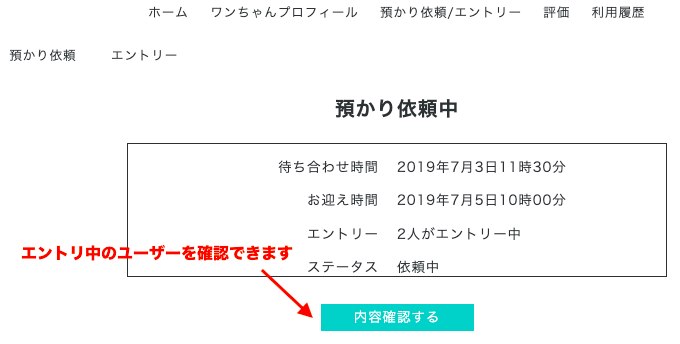 ホーム ワンちゃんプロフィール 預かり依頼/エントリー 評価 利用履歴
預かり依頼 エントリー
預かり依頼中
待ち合わせ時間 2019年7月3日11時30分
お迎え時間 2019年7月5日10時00分
エントリー 2人がエントリー中
エントリ中のユーザーを確認できます
ステータス 依頼中
内容確認する